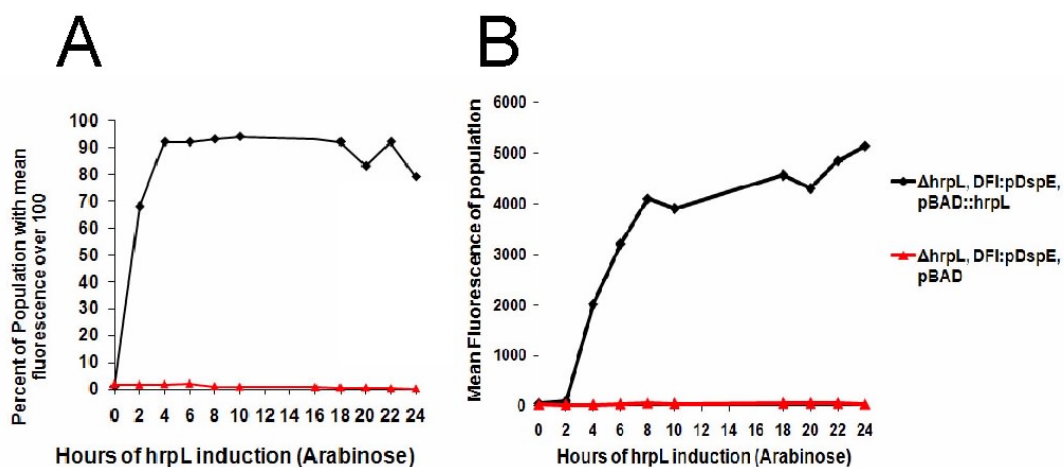 A
B
Percent of Population with mean
fluorescence over 100
100
90
80
70
60
50
40
30
20
10
0
0 2 4 6 8 10 12 14 16 18 20 22 24
Hours of hrpL induction (Arabinose)
Mean Fluorescence of population
6000
5000
4000
3000
2000
1000
0
0 2 4 6 8 10 12 14 16 18 20 22 24
Hours of hrpL induction (Arabinose)
ΔhrpL, DFI:pDspE,
pBAD::hrpL
ΔhrpL, DFI:pDspE,
pBAD